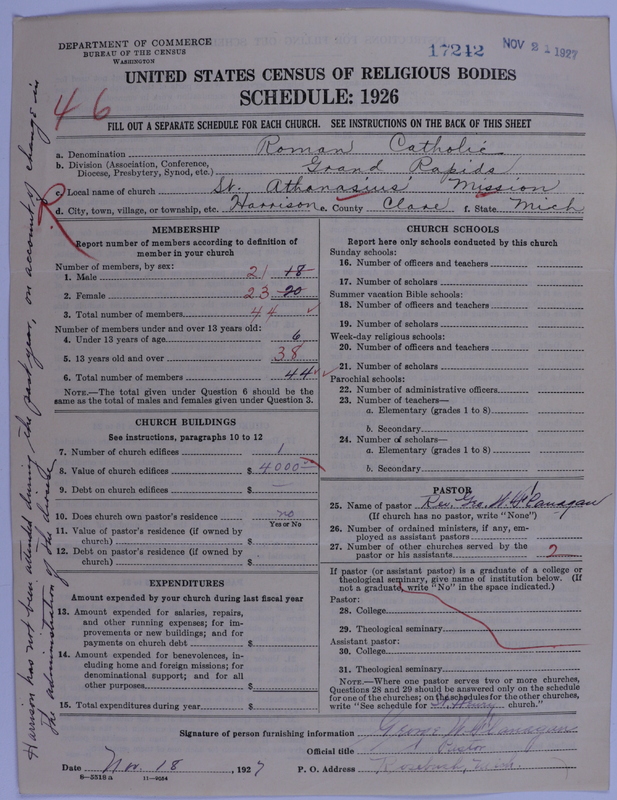 DEPARTMENT OF COMMERCE
BUREAU OF THE CENSUS
WASHINGTON
17242
NOV 21 1927
UNITED STATES CENSUS OF RELIGIOUS BODIES
SCHEDULE: 1926
46
FILL OUT A SEPARATE SCHEDULE FOR EACH CHURCH. SEE INSTRUCTIONS ON THE BACK OF THIS SHEET
a. Denomination Roman Catholic
b. Division (Association, Conference, Diocese, Presbytery, Synod, etc.) Grand Rapids
c. Local name of church St. Athanasius Mission
d. City, town, village, or township, etc. Harrison e. County Clare f. State Mich
MEMBERSHIP
Report number of members according to definition of
member in your church
Number of members, by sex:
1. Male 21 18
2. Female 23 20
3. Total number of members 44
Number of members under and over 13 years old:
4. Under 13 years of age 6
5. 13 years old and over 38
6. Total number of members 44
NOTE.—The total given under Question 6 should be
same as the total of males and females given under Question 3.
CHURCH BUILDINGS
See instructions, paragraphs 10 to 12
7. Number of church edifices 1
8. Value of church edifices $ 4000
9. Debt on church edifices $
10. Does church own pastor's residence no
Yes or No
11. Value of pastor's residence (if owned by
church) $
12. Debt on pastor's residence (if owned by
church) $
EXPENDITURES
Amount expended by your church during last fiscal year
13. Amount expended for salaries, repairs,
and other running expenses; for im-
provements or new buildings; and for
payments on church debt $
14. Amount expended for benevolences, in-
cluding home and foreign missions; for
denominational support; and for all
other purposes $
15. Total expenditures during year $
CHURCH SCHOOLS
Report here only schools conducted by this church
Sunday schools:
16. Number of officers and teachers
17. Number of scholars
Summer vacation Bible schools:
18. Number of officers and teachers
19. Number of scholars
Week-day religious schools:
20. Number of officers and teachers
21. Number of scholars
Parochial schools:
22. Number of administrative officers
23. Number of teachers—
a. Elementary (grades 1 to 8)
b. Secondary
24. Number of scholars—
a. Elementary (grades 1 to 8)
b. Secondary
PASTOR
25. Name of pastor Rev. Geo. W.
(If church has no pastor, write "None")
26. Number of ordained ministers, if any, em-
ployed as assistant pastors
27. Number of other churches served by the
pastor or his assistants 2
If pastor (or assistant pastor) is a graduate of a college or
theological seminary, give name of institution below. (If
not a graduate, write "No" in the space indicated.)
Pastor:
28. College
29. Theological seminary
Assistant pastor:
30. College
31. Theological seminary
NOTE.—Where one pastor serves two or more churches,
Questions 28 and 29 should be answered only on the schedule
for one of the churches; on the schedules for the other churches,
write "See schedule for St. Henry church."
Signature of person furnishing information George W.
Official title Pastor
Date Nov. 18, 1927 P. O. Address Rosebush, Mich.
8-5518 a 11-9054
Harrison has not been attended during the past year, on account of change in
the administration of the diocese